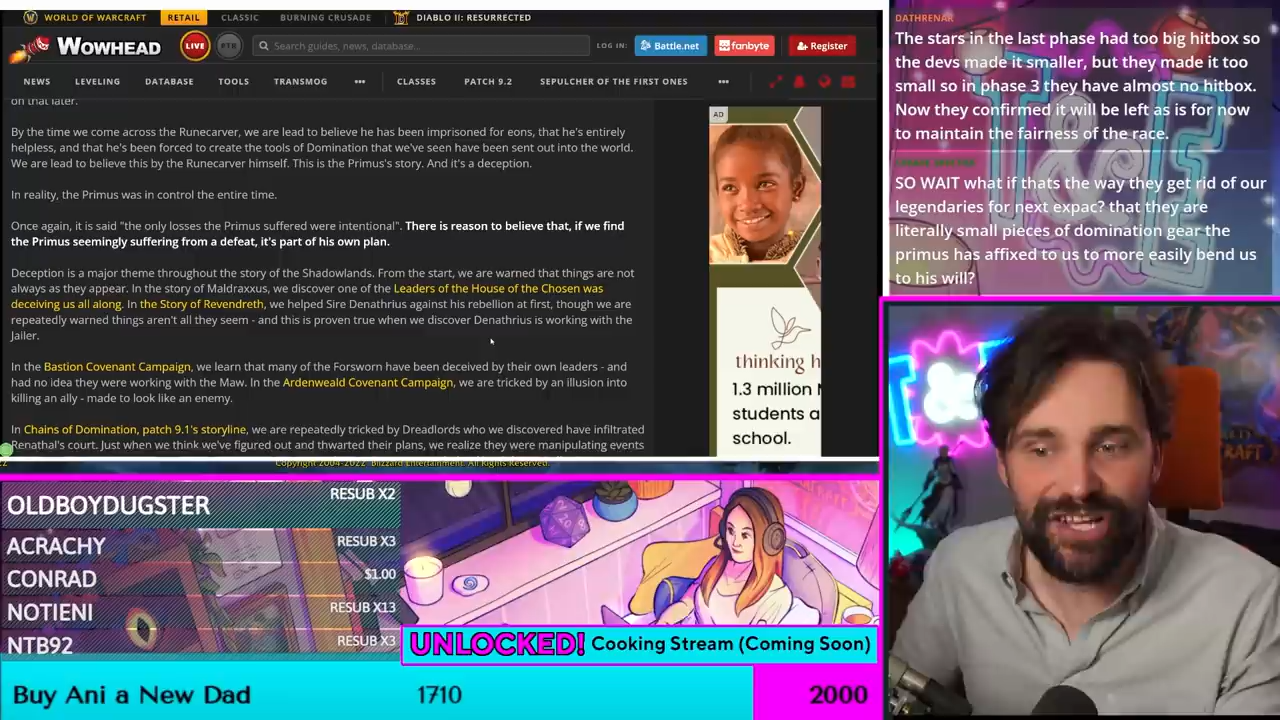 WORLD OF WARCRAFT RETAIL CLASSIC BURNING CRUSADE DIABLO II: RESURRECTED
WOWHEAD LIVE PTR Search guides, news, database... LOG IN: Battle.net fanbyte Register
NEWS LEVELING DATABASE TOOLS TRANSMOG ••• CLASSES PATCH 9.2 SEPULCHER OF THE FIRST ONES •••
on that later.
By the time we come across the Runecarver, we are lead to believe he has been imprisoned for eons, that he's entirely
helpless, and that he's been forced to create the tools of Domination that we've seen have been sent out into the world.
We are lead to believe this by the Runecarver himself. This is the Primus's story. And it's a deception.
In reality, the Primus was in control the entire time.
Once again, it is said "the only losses the Primus suffered were intentional". There is reason to believe that, if we find
the Primus seemingly suffering from a defeat, it's part of his own plan.
Deception is a major theme throughout the story of the Shadowlands. From the start, we are warned that things are not
always as they appear. In the story of Maldraxxus, we discover one of the Leaders of the House of the Chosen was
deceiving us all along. In the Story of Revendreth, we helped Sire Denathrius against his rebellion at first, though we are
repeatedly warned things aren't all they seem - and this is proven true when we discover Denathrius is working with the
Jailer.
In the Bastion Covenant Campaign, we learn that many of the Forsworn have been deceived by their own leaders - and
had no idea they were working with the Maw. In the Ardenweald Covenant Campaign, we are tricked by an illusion into
killing an ally - made to look like an enemy.
In Chains of Domination, patch 9.1's storyline, we are repeatedly tricked by Dreadlords who we discovered have infiltrated
Renathal's court. Just when we think we've figured out and thwarted their plans, we realize they were manipulating events
Copyright 2004-2022 Blizzard Entertainment. All Rights Reserved.
AD
thinking h
1.3 million
students a
school.
DATHRENAR
The stars in the last phase had too big hitbox so
the devs made it smaller, but they made it too
small so in phase 3 they have almost no hitbox.
Now they confirmed it will be left as is for now
to maintain the fairness of the race.
SO WAIT what if thats the way they get rid of our
legendaries for next expac? that they are
literally small pieces of domination gear the
primus has affixed to us to more easily bend us
to his will?
T&E
OLDBOYDUGSTER RESUB X2
ACRACHY RESUB X3
CONRAD $1.00
NOTIENI RESUB X13
NTB92 RESUB X3
UNLOCKED! Cooking Stream (Coming Soon)
Buy Ani a New Dad 1710 2000